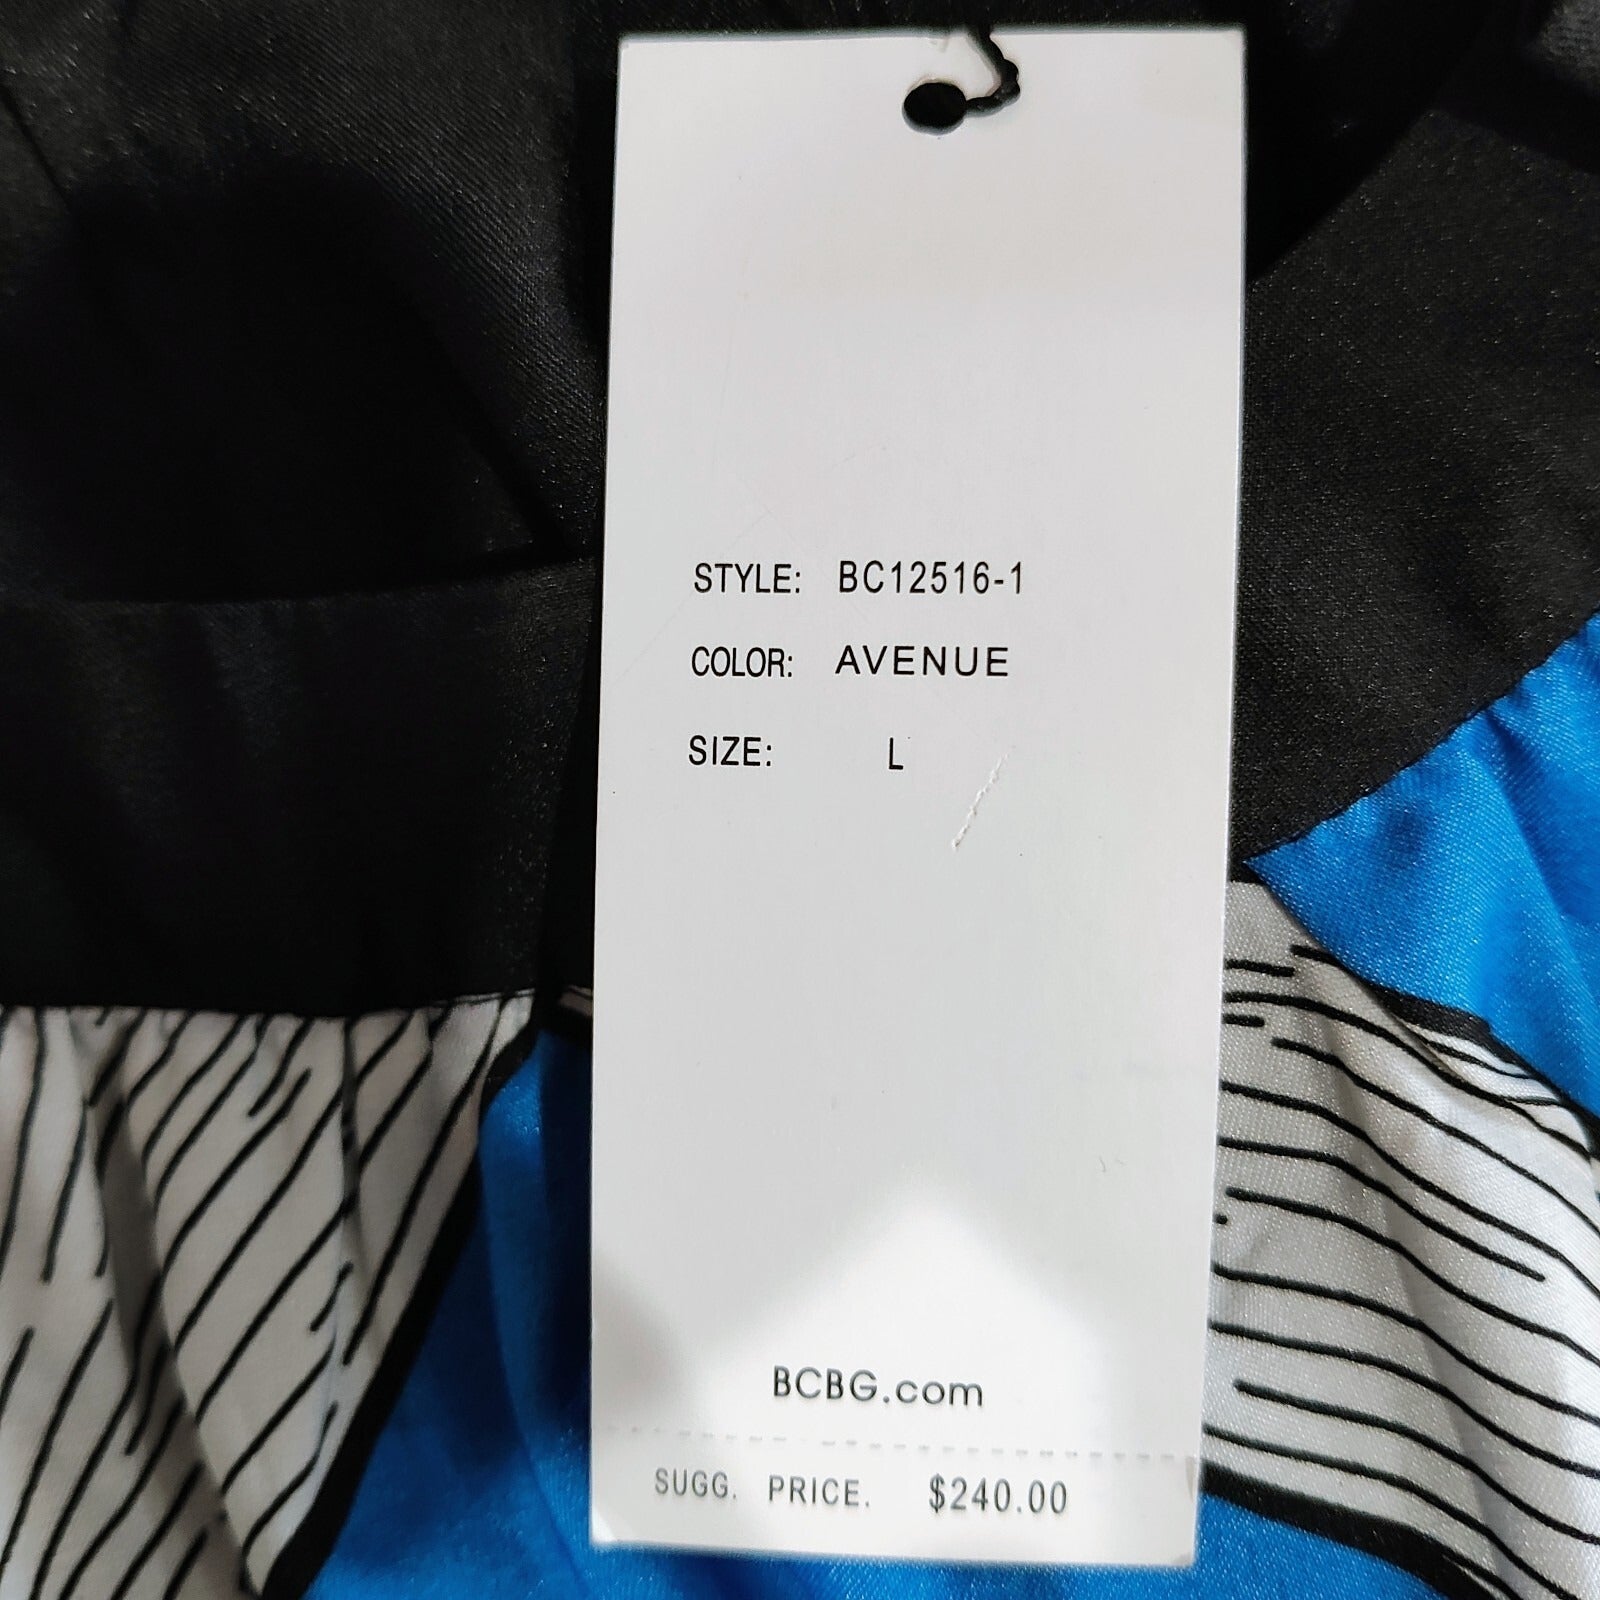 STYLE: BC12516-1
COLOR: AVENUE
SIZE: L
BCBG.com
SUGG. PRICE. $240.00